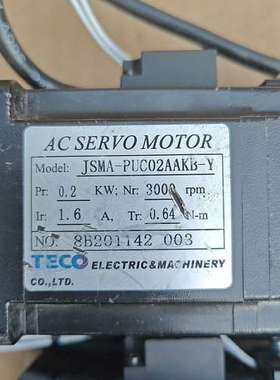 AC SERVO MOTOR
Model: JSMA-PUC02AAKB-Y
Pr: 0.2 KW; Nr: 3000 rpm
Ir: 1.6 A, Tr: 0.64 N-m
NO. 8B201142 003
TECO ELECTRIC&MACHINERY
CO.,LTD.